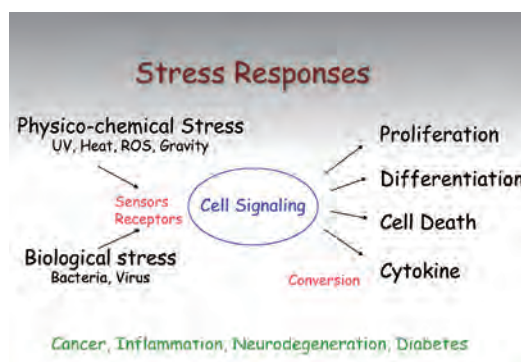 Stress Responses
Physico-chemical Stress
UV, Heat, ROS, Gravity
Sensors
Receptors
Biological stress
Bacteria, Virus
Cell Signaling
Proliferation
Differentiation
Cell Death
Cytokine
Conversion
Cancer, Inflammation, Neurodegeneration, Diabetes